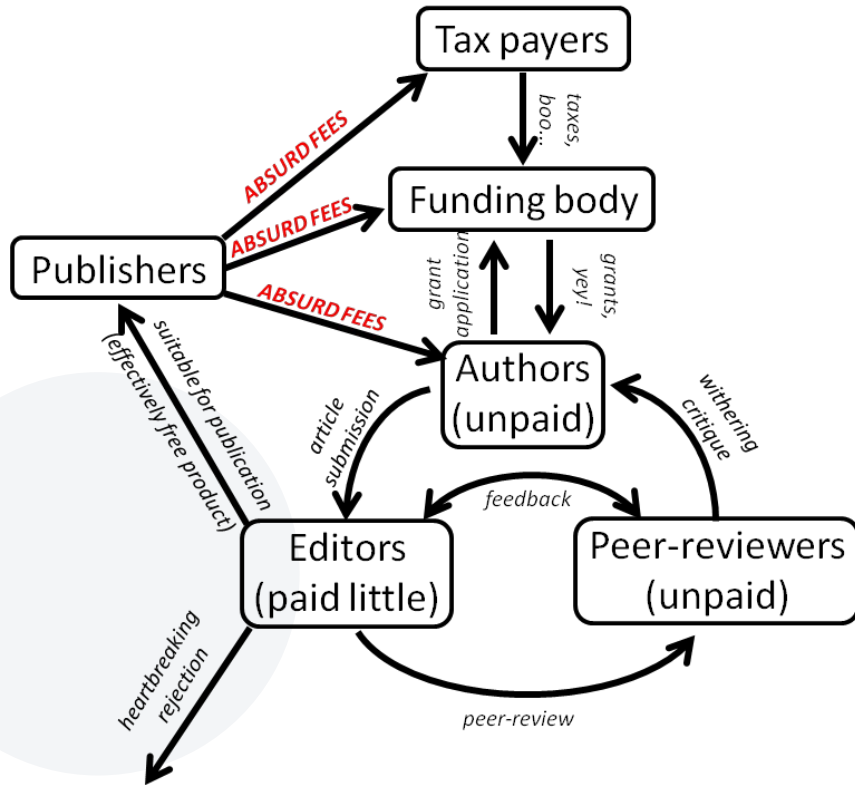 Tax payers
taxes,
boo...
ABSURD FEES
Funding body
ABSURD FEES
Publishers
grant
application
grants,
yey!
ABSURD FEES
Authors
(unpaid)
suitable for publication
(effectively free product)
article
submission
withering
critique
feedback
Editors
(paid little)
Peer-reviewers
(unpaid)
heartbreaking
rejection
peer-review